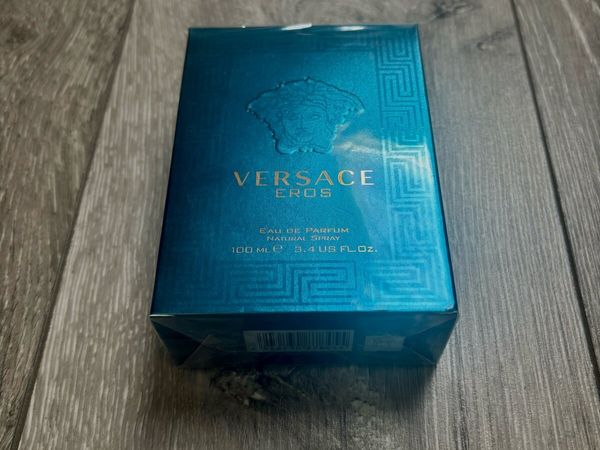 VERSACE
EROS
EAU DE PARFUM
NATURAL SPRAY
100 ML ℮ 3.4 US FL.OZ.